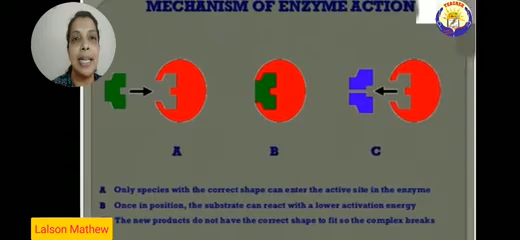 MECHANISM OF ENZYME ACTION
TEACHER
A B C
A Only species with the correct shape can enter the active site in the enzyme
B Once in position, the substrate can react with a lower activation energy
The new products do not have the correct shape to fit so the complex breaks
Lalson Mathew